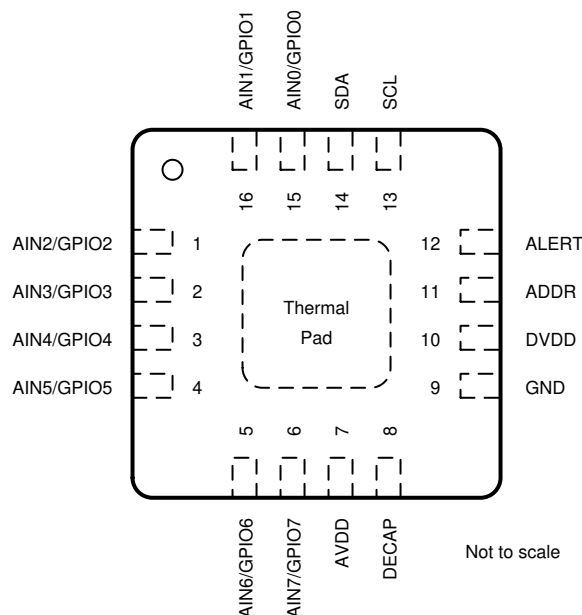 AIN1/GPIO1
AIN0/GPIO0
SDA
SCL
16
15
14
13
AIN2/GPIO2
1
12
ALERT
AIN3/GPIO3
2
11
ADDR
AIN4/GPIO4
3
10
DVDD
AIN5/GPIO5
4
9
GND
Thermal
Pad
5
6
7
8
AIN6/GPIO6
AIN7/GPIO7
AVDD
DECAP
Not to scale